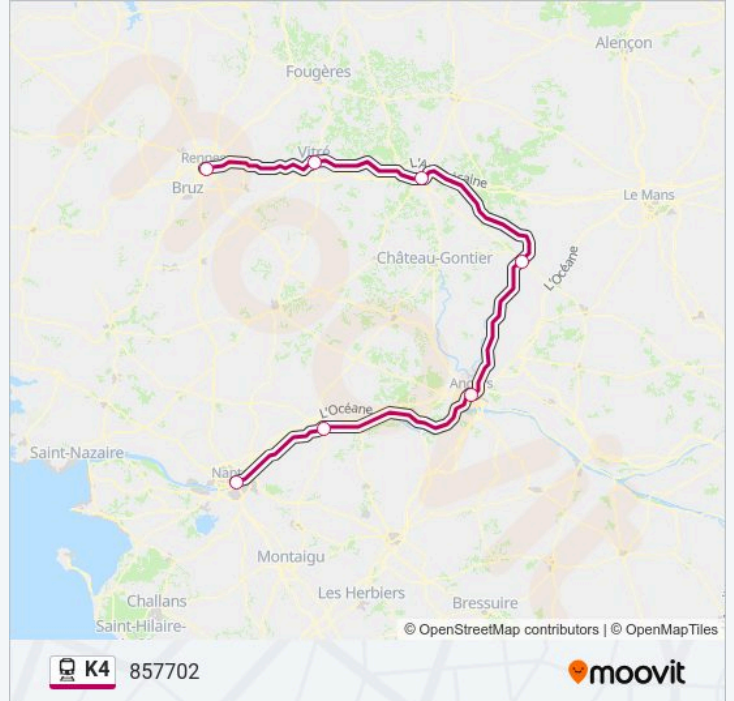 Alençon
Fougères
Vitré
Rennes
L'A
caine
Bruz
Le Mans
Château-Gontier
L'Océane
Angers
L'Océane
Saint-Nazaire
Nantes
Montaigu
Les Herbiers
Challans
Bressuire
Saint-Hilaire-
© OpenStreetMap contributors | © OpenMapTiles
K4 857702
moovit